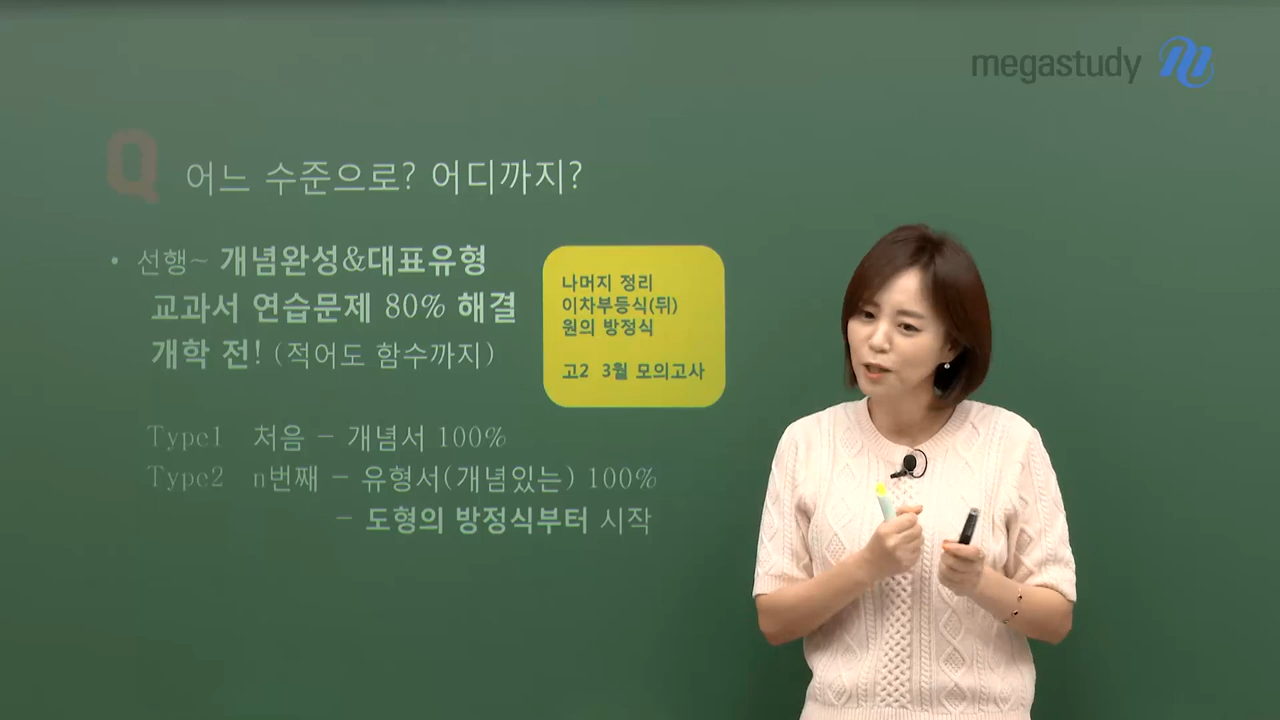 megastudy
Q 어느 수준으로? 어디까지?
• 선행~ 개념완성&대표유형
교과서 연습문제 80% 해결
개학 전! (적어도 함수까지)
나머지 정리
이차부등식(뒤)
원의 방정식
고2 3월 모의고사
Type1 처음 - 개념서 100%
Type2 n번째 - 유형서(개념있는) 100%
- 도형의 방정식부터 시작